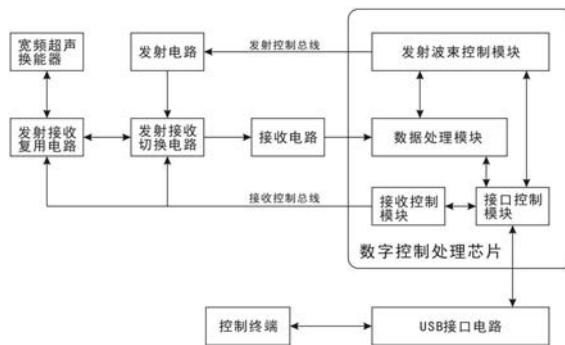 宽频超声
换能器
发射电路
发射控制总线
发射波束控制模块
发射接收
复用电路
发射接收
切换电路
接收电路
数据处理模块
接收控制总线
接收控制
模块
接口控制
模块
数字控制处理芯片
控制终端
USB接口电路